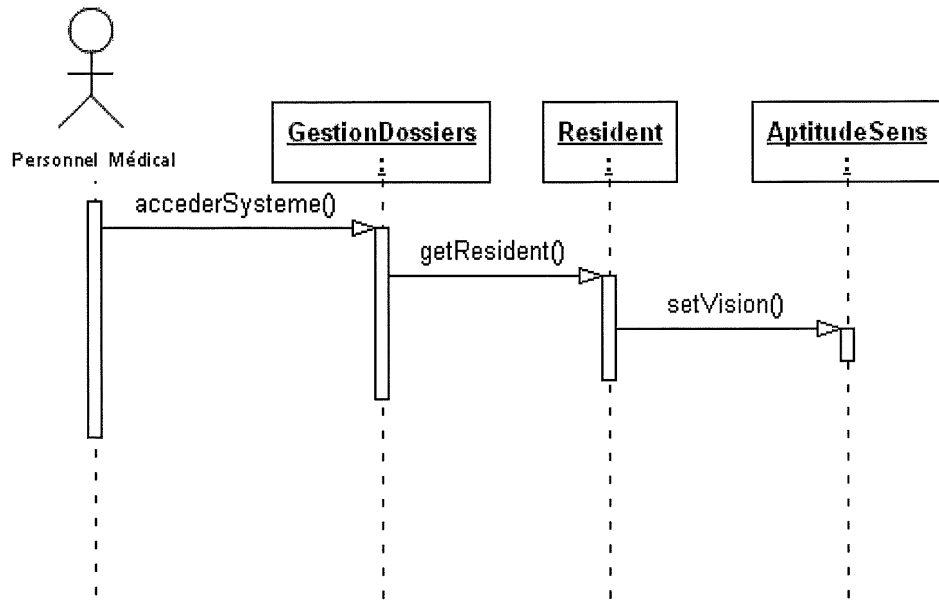 Personnel Médical
GestionDossiers
:
Resident
:
AptitudeSens
:
accederSysteme()
getResident()
setVision()